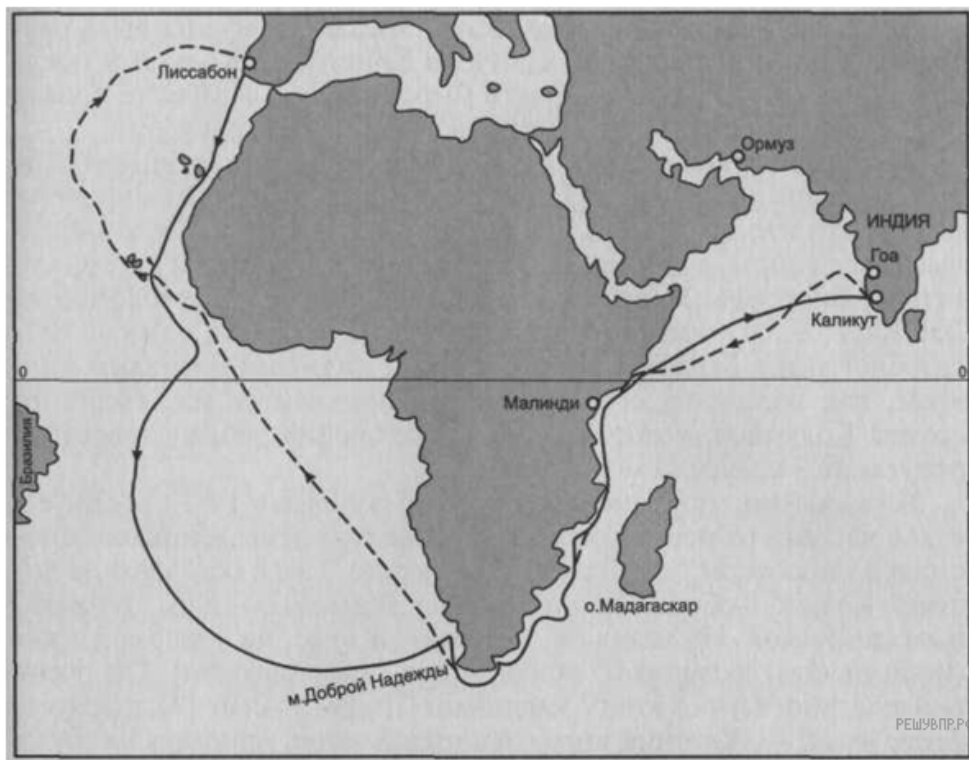 Лиссабон
Ормуз
ИНДИЯ
Гоа
Каликут
0
0
Малинди
Бразилия
о.Мадагаскар
м.Доброй Надежды
РЕШУВПР.РФ